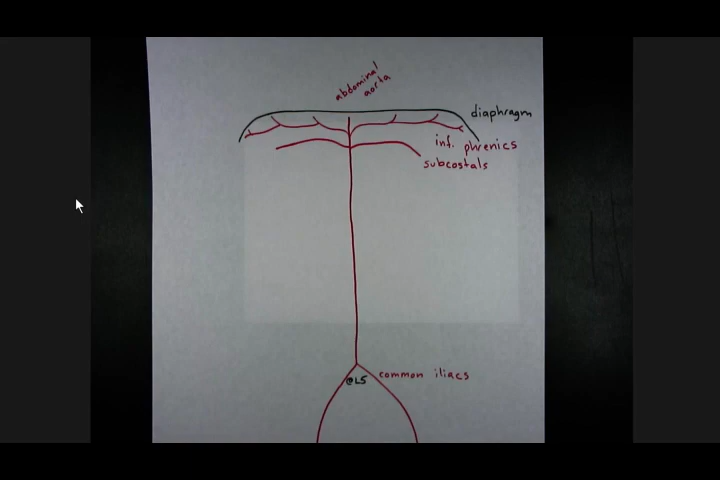 abdominal
aorta
diaphragm
inf. phrenics
subcostals
@L5
common iliacs